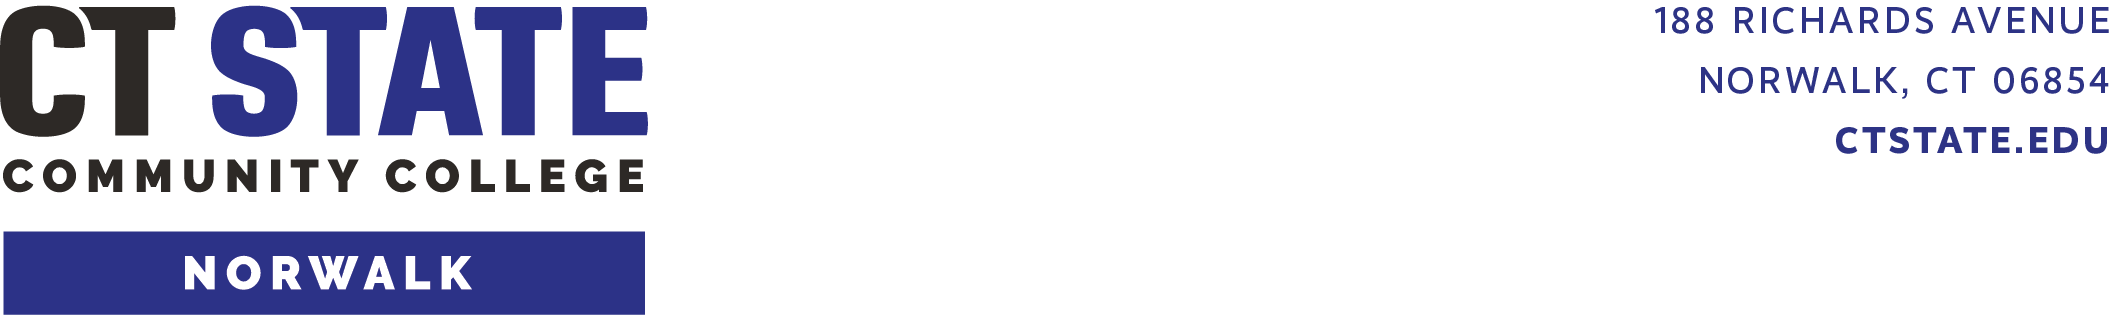 CT STATE
COMMUNITY COLLEGE
NORWALK
188 RICHARDS AVENUE
NORWALK, CT 06854
CTSTATE.EDU